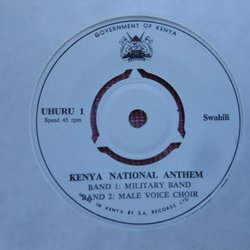 GOVERNMENT OF KENYA
UHURU 1
Speed 45 rpm
Swahili
KENYA NATIONAL ANTHEM
BAND 1: MILITARY BAND
BAND 2: MALE VOICE CHOIR
IN KENYA BY E.A. RECORDS LTD